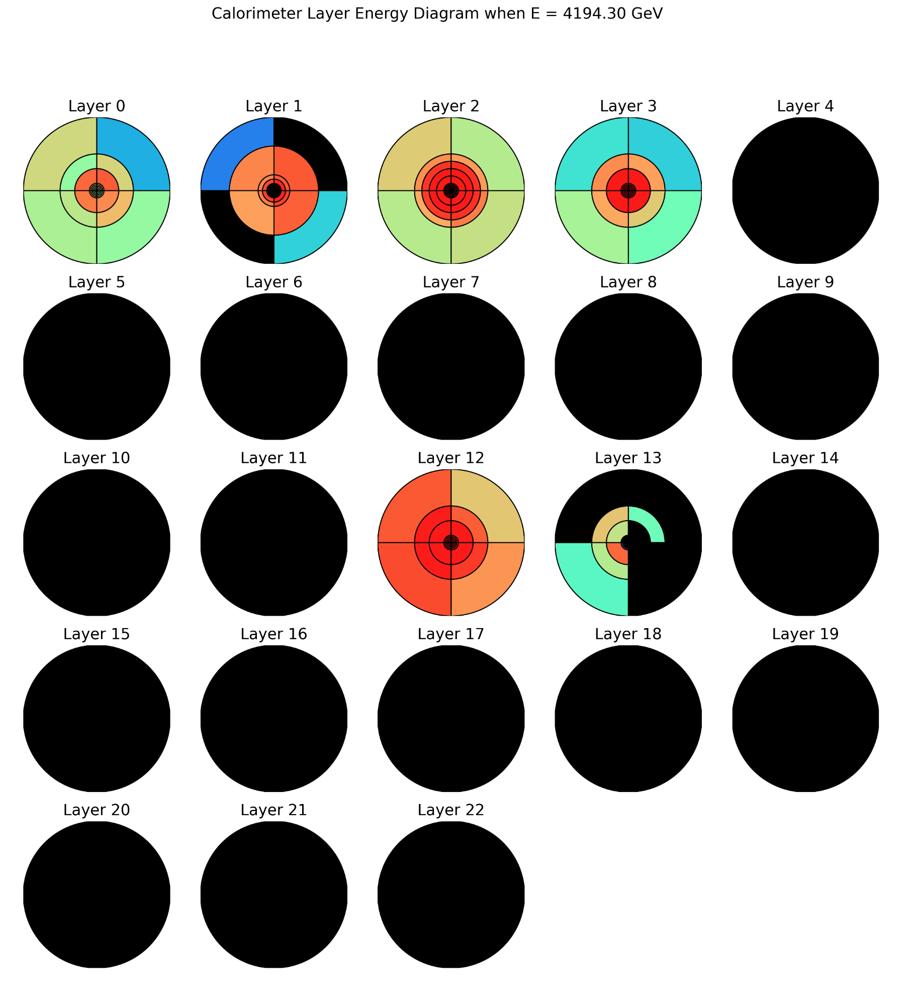 Calorimeter Layer Energy Diagram when E = 4194.30 GeV
Layer 0
Layer 1
Layer 2
Layer 3
Layer 4
Layer 5
Layer 6
Layer 7
Layer 8
Layer 9
Layer 10
Layer 11
Layer 12
Layer 13
Layer 14
Layer 15
Layer 16
Layer 17
Layer 18
Layer 19
Layer 20
Layer 21
Layer 22